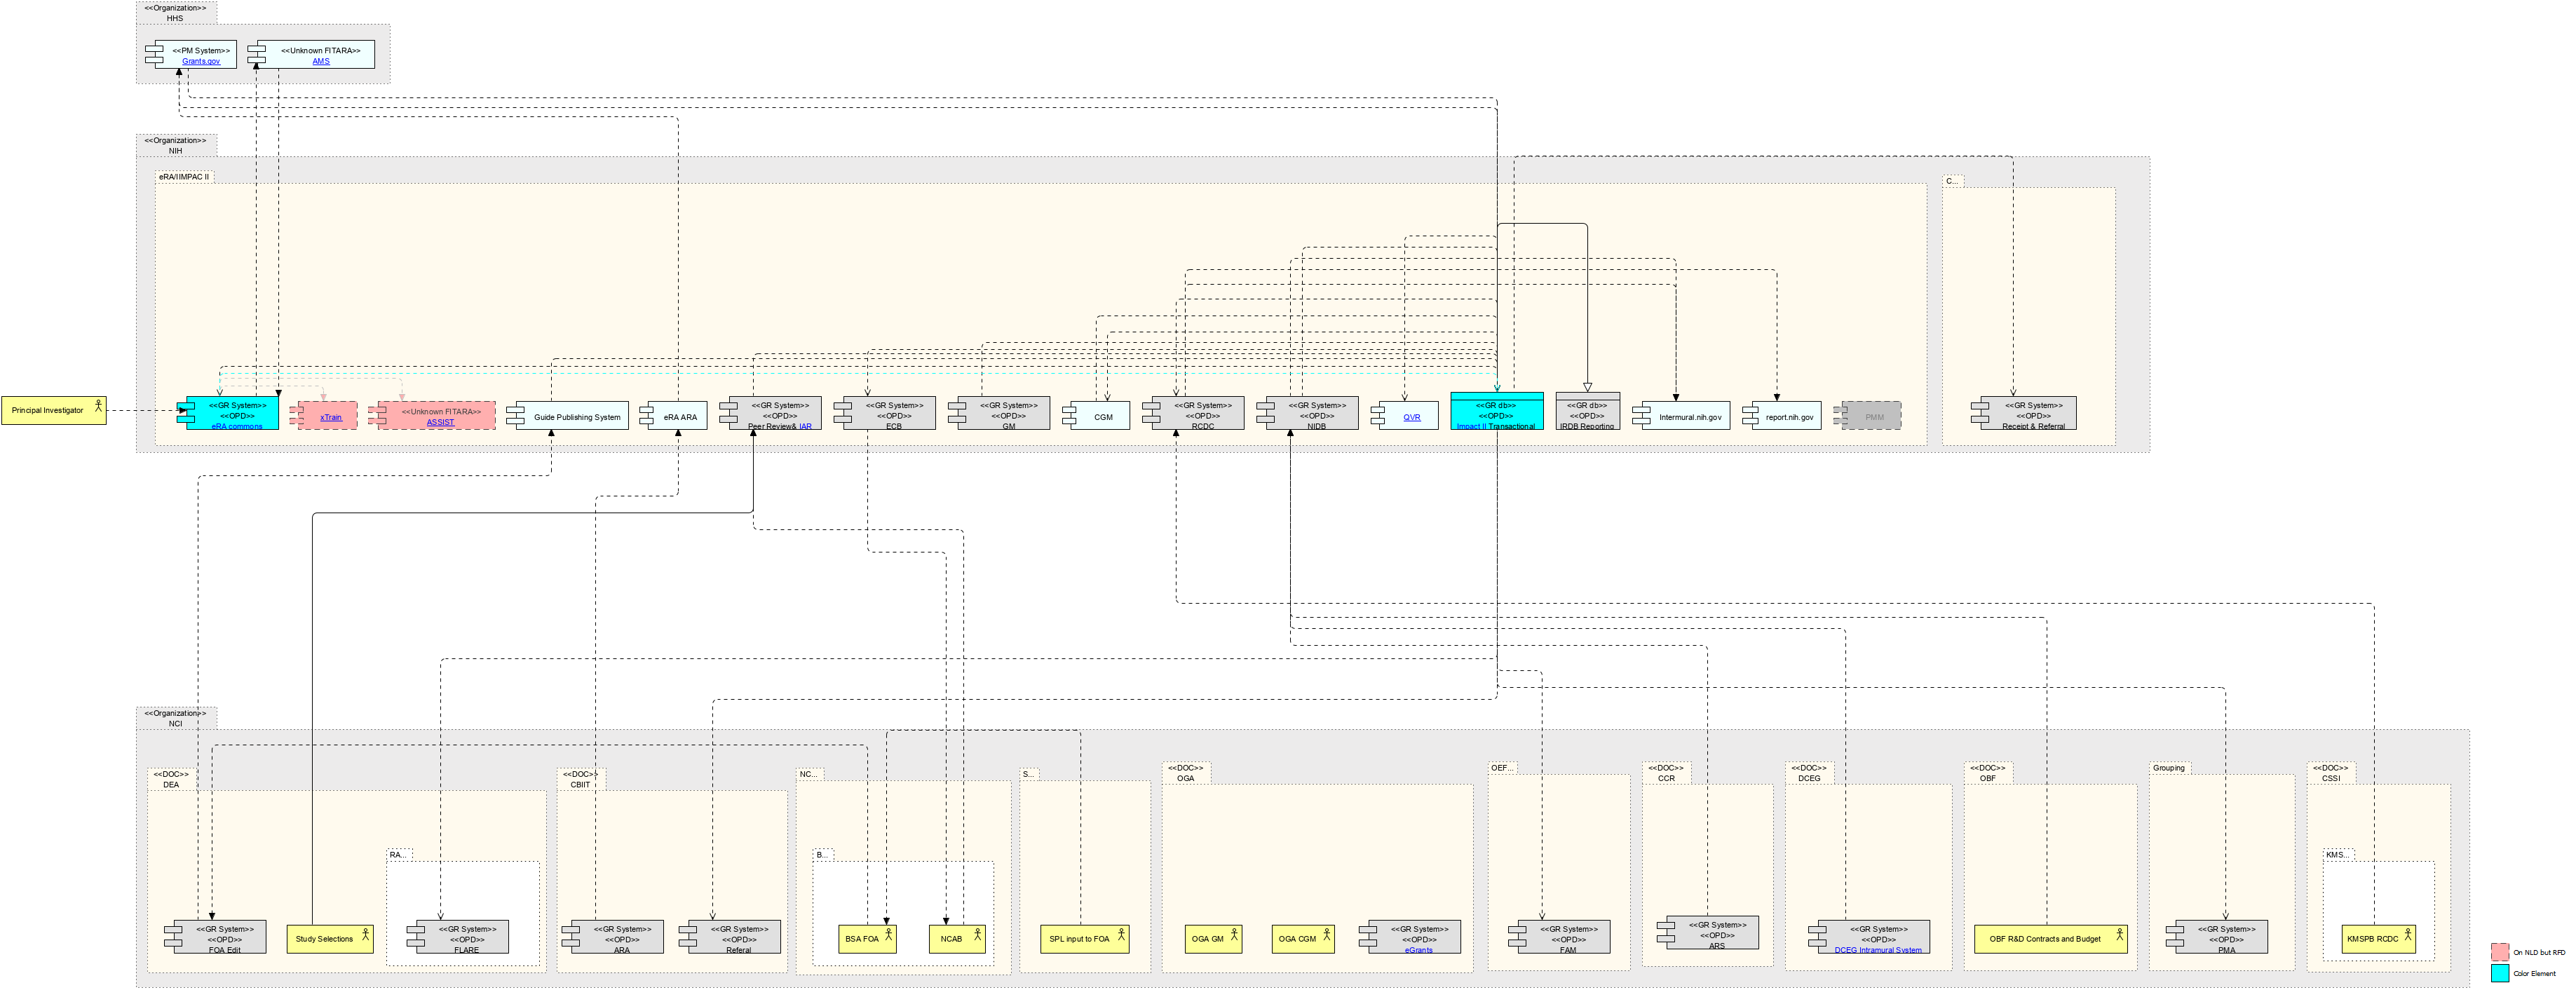 <<Organization>>
HHS
<<PM System>>
Grants.gov
<<Unknown FITARA>>
AMS
<<Organization>>
NIH
eRA/IIMPAC II
C...
Principal Investigator
<<GR System>>
<<OPD>>
eRA commons
xTrain
<<Unknown FITARA>>
ASSIST
Guide Publishing System
eRA ARA
<<GR System>>
<<OPD>>
Peer Review& IAR
<<GR System>>
<<OPD>>
ECB
<<GR System>>
<<OPD>>
GM
CGM
<<GR System>>
<<OPD>>
RCDC
<<GR System>>
<<OPD>>
NIDB
QVR
<<GR db>>
<<OPD>>
Impact II Transactional
<<GR db>>
<<OPD>>
IRDB Reporting
Intermural.nih.gov
report.nih.gov
PMM
<<GR System>>
<<OPD>>
Receipt & Referral
<<Organization>>
NCI
<<DOC>>
DEA
<<DOC>>
CBIIT
NC...
S...
<<DOC>>
OGA
OEF...
<<DOC>>
CCR
<<DOC>>
DCEG
<<DOC>>
OBF
Grouping
<<DOC>>
CSSI
RA...
B...
KMS...
<<GR System>>
<<OPD>>
FOA Edit
Study Selections
<<GR System>>
<<OPD>>
FLARE
<<GR System>>
<<OPD>>
ARA
<<GR System>>
<<OPD>>
Referal
BSA FOA
NCAB
SPL input to FOA
OGA GM
OGA CGM
<<GR System>>
<<OPD>>
eGrants
<<GR System>>
<<OPD>>
FAM
<<GR System>>
<<OPD>>
ARS
<<GR System>>
<<OPD>>
DCEG Intramural System
OBF R&D Contracts and Budget
<<GR System>>
<<OPD>>
PMA
KMSPB RCDC
On NLD but RFD
Color Element